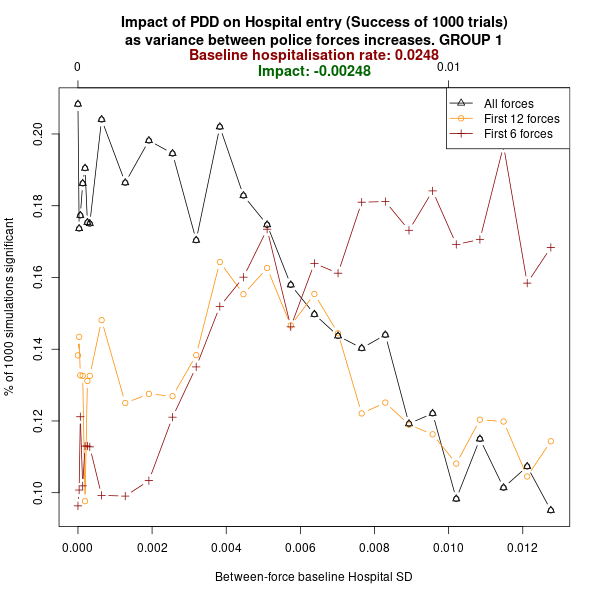 Impact of PDD on Hospital entry (Success of 1000 trials)
as variance between police forces increases. GROUP 1
Baseline hospitalisation rate: 0.0248
Impact: -0.00248
0 0.01
All forces
First 12 forces
First 6 forces
% of 1000 simulations significant
0.20
0.18
0.16
0.14
0.12
0.10
0.000 0.002 0.004 0.006 0.008 0.010 0.012
Between-force baseline Hospital SD